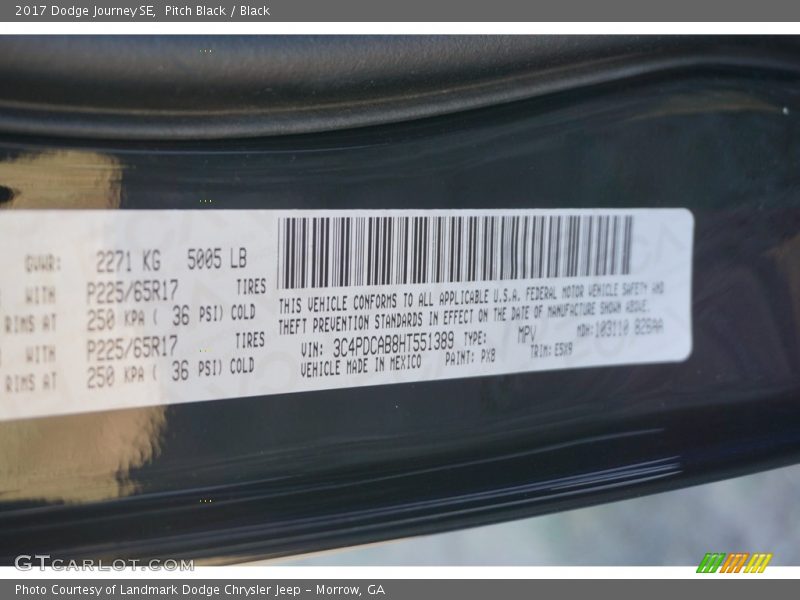 2017 Dodge Journey SE, Pitch Black / Black
GVWR: 2271 KG 5005 LB
WITH P225/65R17 TIRES
RIMS AT 250 KPA ( 36 PSI) COLD
WITH P225/65R17 TIRES
RIMS AT 250 KPA ( 36 PSI) COLD
THIS VEHICLE CONFORMS TO ALL APPLICABLE U.S.A. FEDERAL MOTOR VEHICLE SAFETY AND
THEFT PREVENTION STANDARDS IN EFFECT ON THE DATE OF MANUFACTURE SHOWN ABOVE.
VIN: 3C4PDCAB8HT551389 TYPE: MPV MDH:103110 826AA
VEHICLE MADE IN MEXICO PAINT: PX8 TRIM: E5X9
GTCARLOT.COM
Photo Courtesy of Landmark Dodge Chrysler Jeep - Morrow, GA